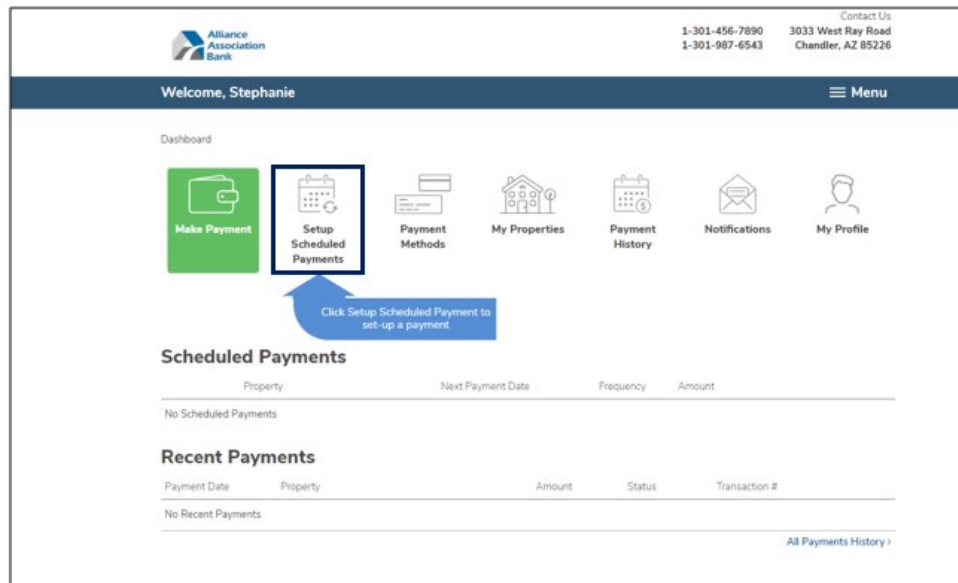 Alliance
Association
Bank
Contact Us
1-301-456-7890 3033 West Ray Road
1-301-987-6543 Chandler, AZ 85226
Welcome, Stephanie Menu
Dashboard
Make Payment
Setup
Scheduled
Payments
Payment
Methods
My Properties
Payment
History
Notifications
My Profile
Click Setup Scheduled Payment to
set-up a payment
Scheduled Payments
Property Next Payment Date Frequency Amount
No Scheduled Payments
Recent Payments
Payment Date Property Amount Status Transaction #
No Recent Payments
All Payments History ›